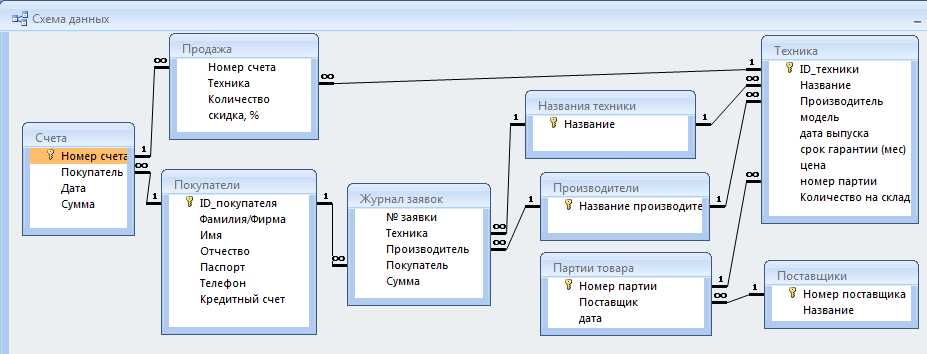 Схема данных
Продажа
Номер счета
Техника
Количество
скидка, %
Счета
Номер счета
Покупатель
Дата
Сумма
Покупатели
ID_покупателя
Фамилия/Фирма
Имя
Отчество
Паспорт
Телефон
Кредитный счет
Журнал заявок
№ заявки
Техника
Производитель
Покупатель
Сумма
Названия техники
Название
Производители
Название производите
Партии товара
Номер партии
Поставщик
дата
Техника
ID_техники
Название
Производитель
модель
дата выпуска
срок гарантии (мес)
цена
номер партии
Количество на склад
Поставщики
Номер поставщика
Название
1
∞
∞
1
∞
1
1
∞
1
∞
1
∞
1
∞
1
∞
1
∞
∞
1